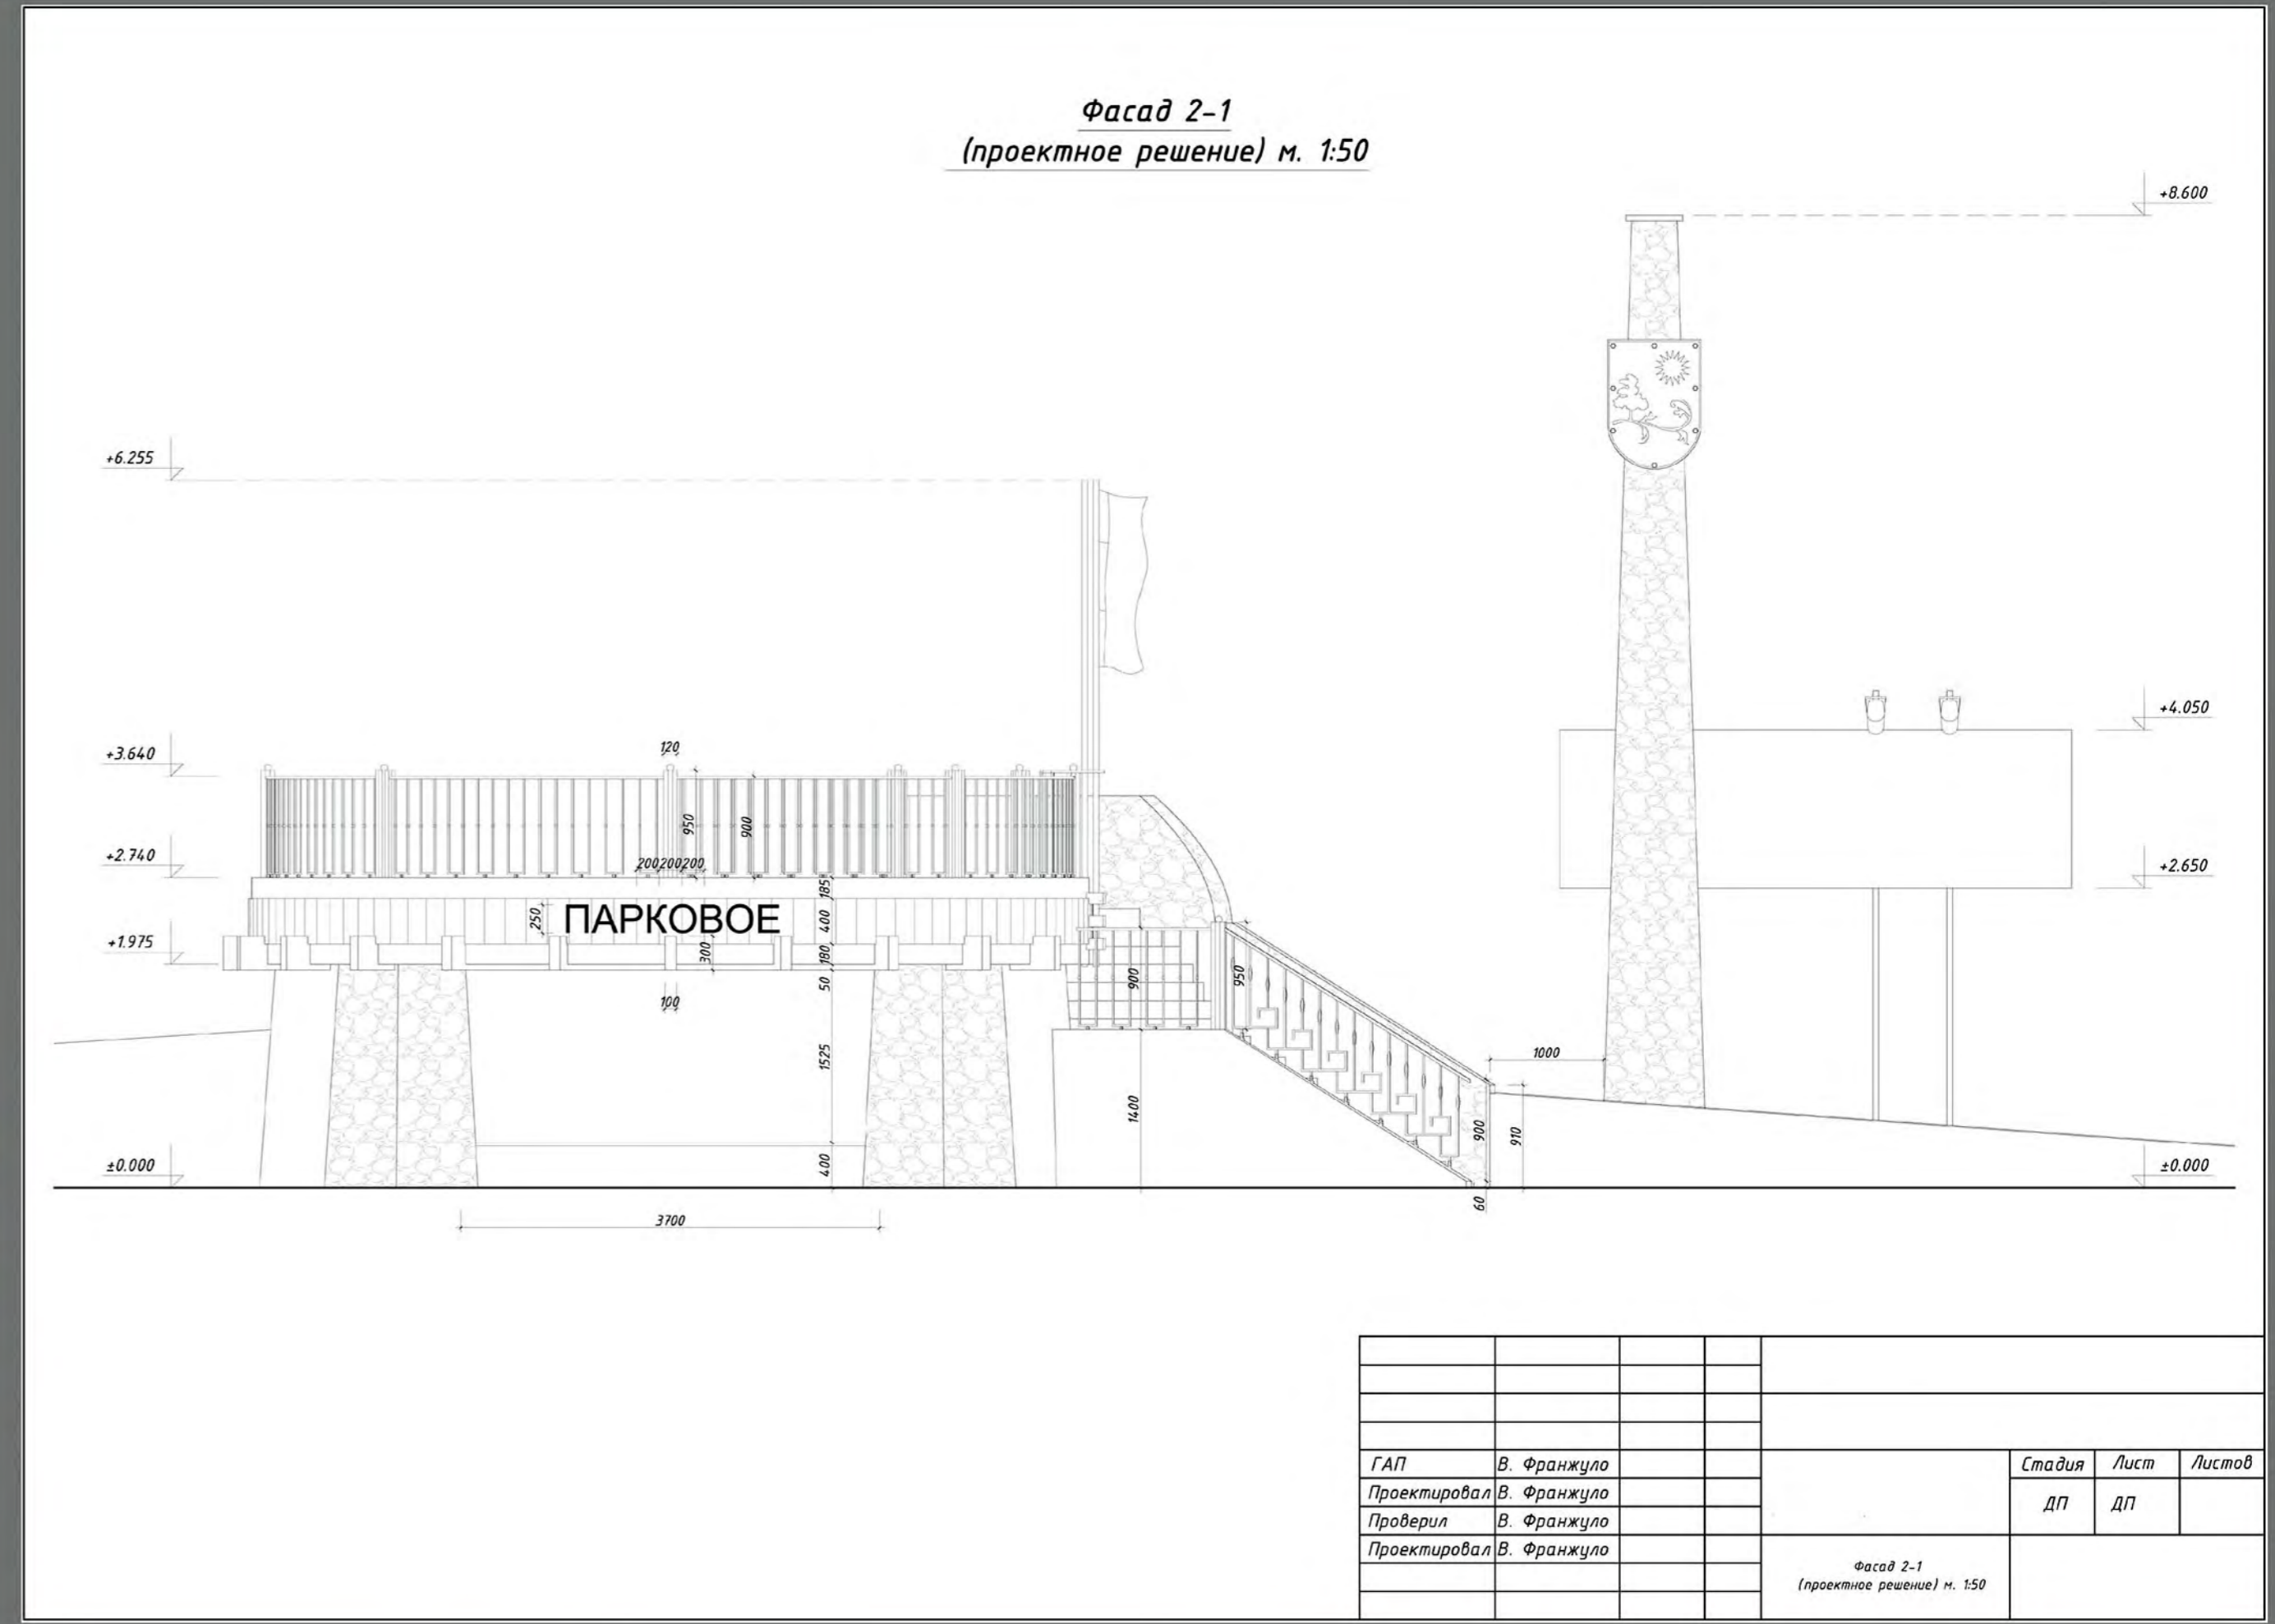 Фасад 2-1
(проектное решение) м. 1:50
+8.600
+6.255
+4.050
+3.640
120
950
900
+2.740
200200200
185
+2.650
250
ПАРКОВОЕ
400
+1.975
300
180
50
900
950
100
1525
1000
1400
900
910
400
±0.000
±0.000
60
3700
ГАП В. Франжуло
Стадия Лист Листов
Проектировал В. Франжуло
ДП ДП
Проверил В. Франжуло
Проектировал В. Франжуло
Фасад 2-1
(проектное решение) м. 1:50